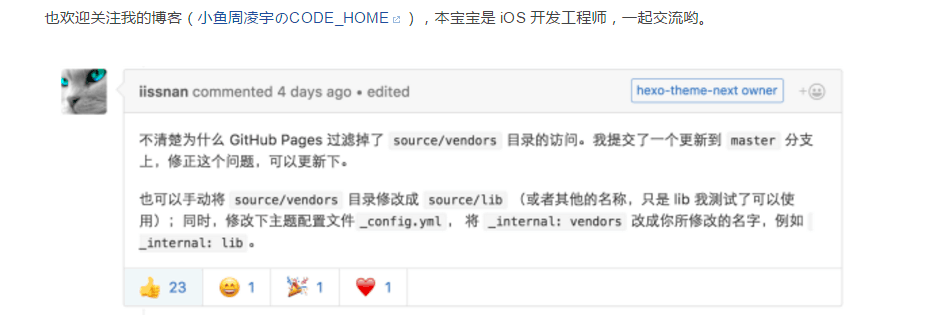 也欢迎关注我的博客（小鱼周凌宇のCODE_HOME ），本宝宝是 iOS 开发工程师，一起交流哟。
iissnan commented 4 days ago • edited
hexo-theme-next owner
不清楚为什么 GitHub Pages 过滤掉了 source/vendors 目录的访问。我提交了一个更新到 master 分支
上，修正这个问题，可以更新下。
也可以手动将 source/vendors 目录修改成 source/lib （或者其他的名称，只是 lib 我测试了可以使
用）；同时，修改下主题配置文件 _config.yml ， 将 _internal: vendors 改成你所修改的名字，例如
_internal: lib 。
23 1 1 1